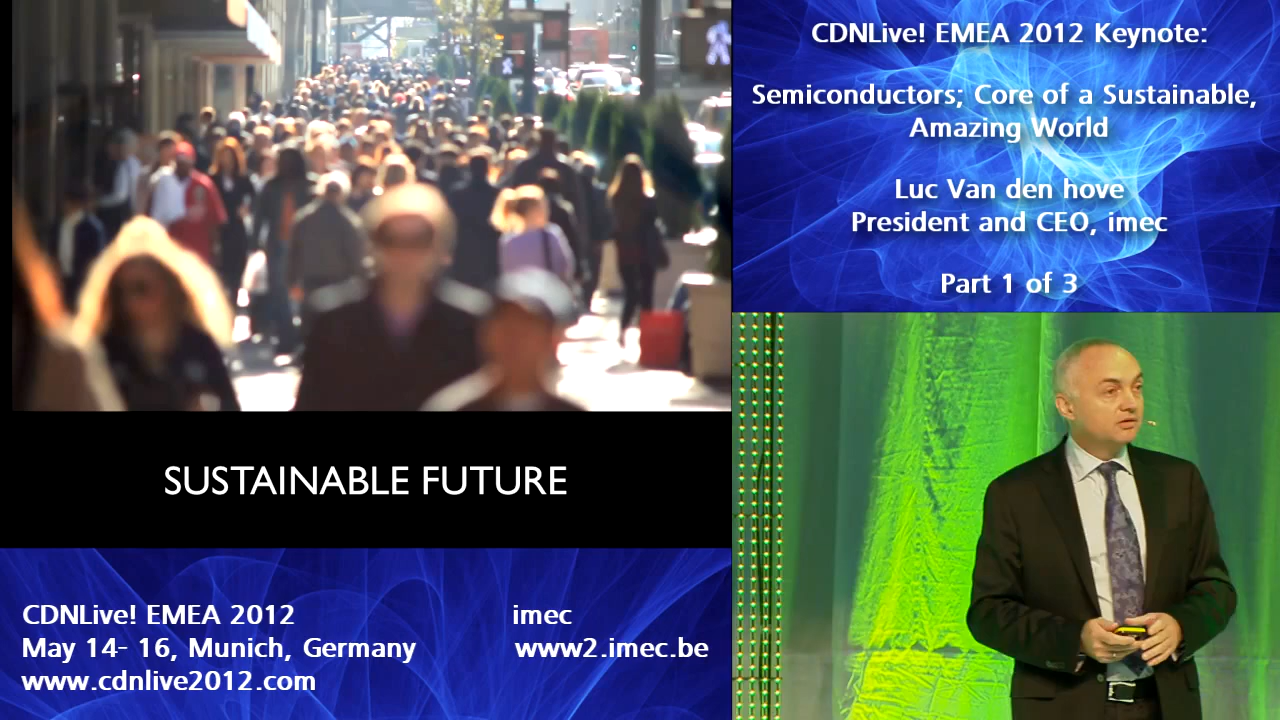 CDNLive! EMEA 2012 Keynote:
Semiconductors; Core of a Sustainable,
Amazing World
Luc Van den hove
President and CEO, imec
Part 1 of 3
SUSTAINABLE FUTURE
CDNLive! EMEA 2012
May 14- 16, Munich, Germany
www.cdnlive2012.com
imec
www2.imec.be